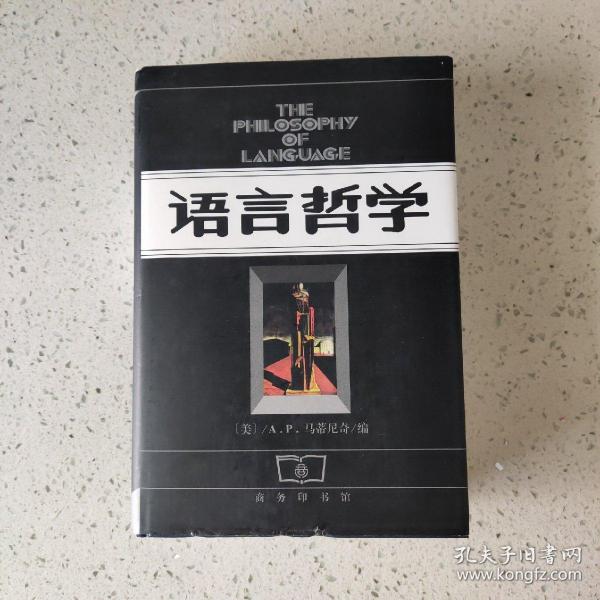 THE
PHILOSOPHY
OF
LANGUAGE
语言哲学
〔美〕/A.P.马蒂尼奇/编
商务印书馆
孔夫子旧书网
www.kongfz.com